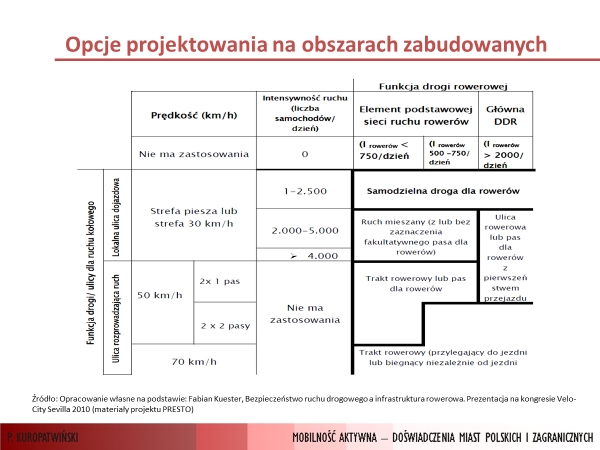 Opcje projektowania na obszarach zabudowanych
Funkcja drogi rowerowej
Prędkość (km/h)
Intensywność ruchu
(liczba
samochodów/
dzień)
Element podstawowej
sieci ruchu rowerów
Główna
DDR
Nie ma zastosowania
0
(I rowerów <
750/dzień
(I rowerów
500 –750/
dzień
(I rowerów
> 2000/
dzień
Funkcja drogi/ ulicy dla ruchu kołowego
Lokalna ulica dojazdowa
Strefa piesza lub
strefa 30 km/h
1–2.500
Samodzielna droga dla rowerów
2.000–5.000
Ruch mieszany (z lub bez
zaznaczenia
fakultatywnego pasa dla
rowerów)
Ulica
rowerowa
lub pas
dla
rowerów
z
pierwszeń
stwem
przejazdu
➢ 4.000
Ulica rozprowadzająca ruch
50 km/h
2x 1 pas
Nie ma
zastosowania
Trakt rowerowy lub pas
dla rowerów
2 x 2 pasy
70 km/h
Trakt rowerowy (przylegający do jezdni
lub biegnący niezależnie od jezdni
Źródło: Opracowanie własne na podstawie: Fabian Kuester, Bezpieczeństwo ruchu drogowego a infrastruktura rowerowa. Prezentacja na kongresie Velo-
City Sevilla 2010 (materiały projektu PRESTO)
P. KUROPATWIŃSKI
MOBILNOŚĆ AKTYWNA – DOŚWIADCZENIA MIAST POLSKICH I ZAGRANICZNYCH